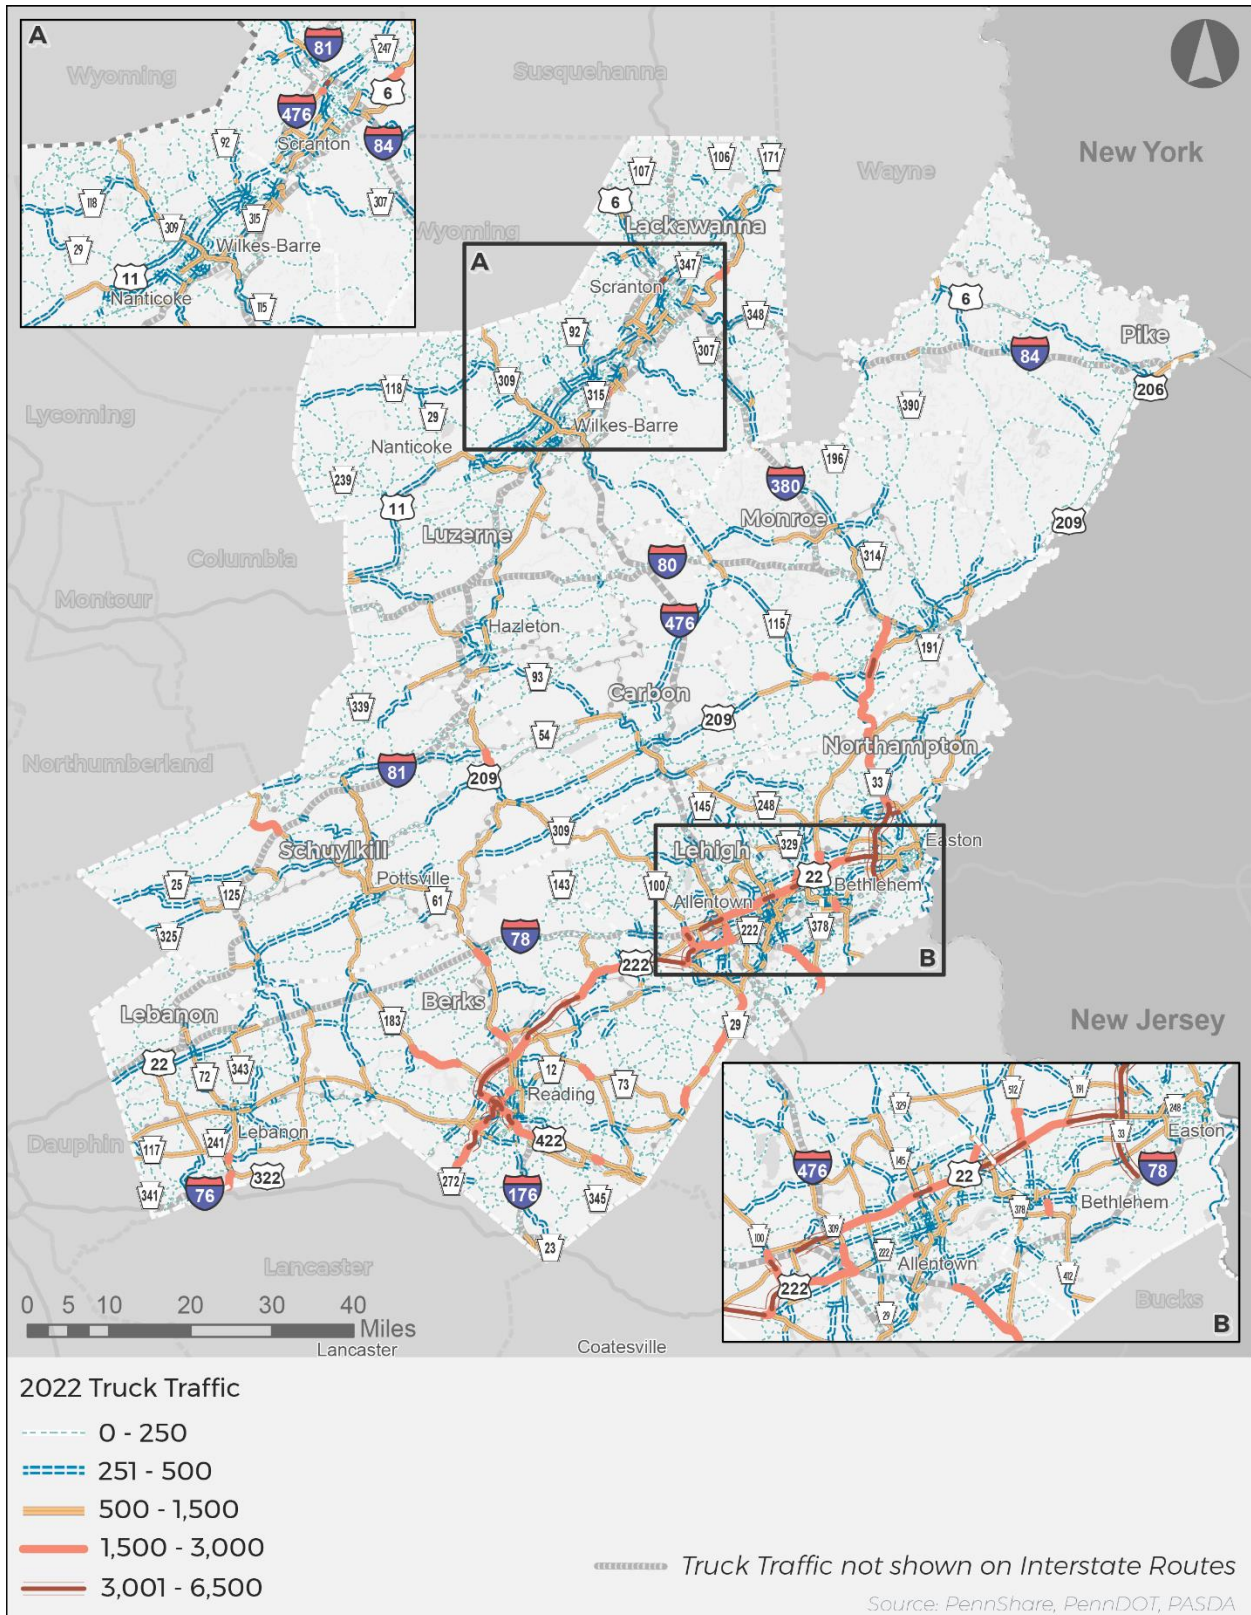 A
Wyoming
81
247
6
476
Scranton
84
92
118
307
309
315
29
Wilkes-Barre
11
Nanticoke
115
Susquehanna
Wayne
New York
107
106
171
6
Wyoming
Lackawanna
A
347
Scranton
92
348
307
6
Pike
84
206
309
118
315
29
390
Lycoming
Wilkes-Barre
Nanticoke
196
239
380
11
Monroe
209
Luzerne
Columbia
314
80
Montour
476
115
Hazleton
191
93
Carbon
339
209
54
Northampton
Northumberland
81
209
33
145
248
309
329
Easton
Schuylkill
Lehigh
22
Pottsville
143
100
Bethlehem
25
125
61
Allentown
222
378
325
78
222
B
Berks
Lebanon
183
29
New Jersey
22
72
343
12
73
Reading
Dauphin
117
241
Lebanon
422
322
272
341
76
176
345
23
Lancaster
512
191
329
248
33
Easton
145
476
22
78
378
Bethlehem
100
309
222
Allentown
222
412
29
Bucks
B
0 5 10 20 30 40
Miles
Lancaster
Coatesville
2022 Truck Traffic
0 - 250
251 - 500
500 - 1,500
1,500 - 3,000
3,001 - 6,500
Truck Traffic not shown on Interstate Routes
Source: PennShare, PennDOT, PASDA